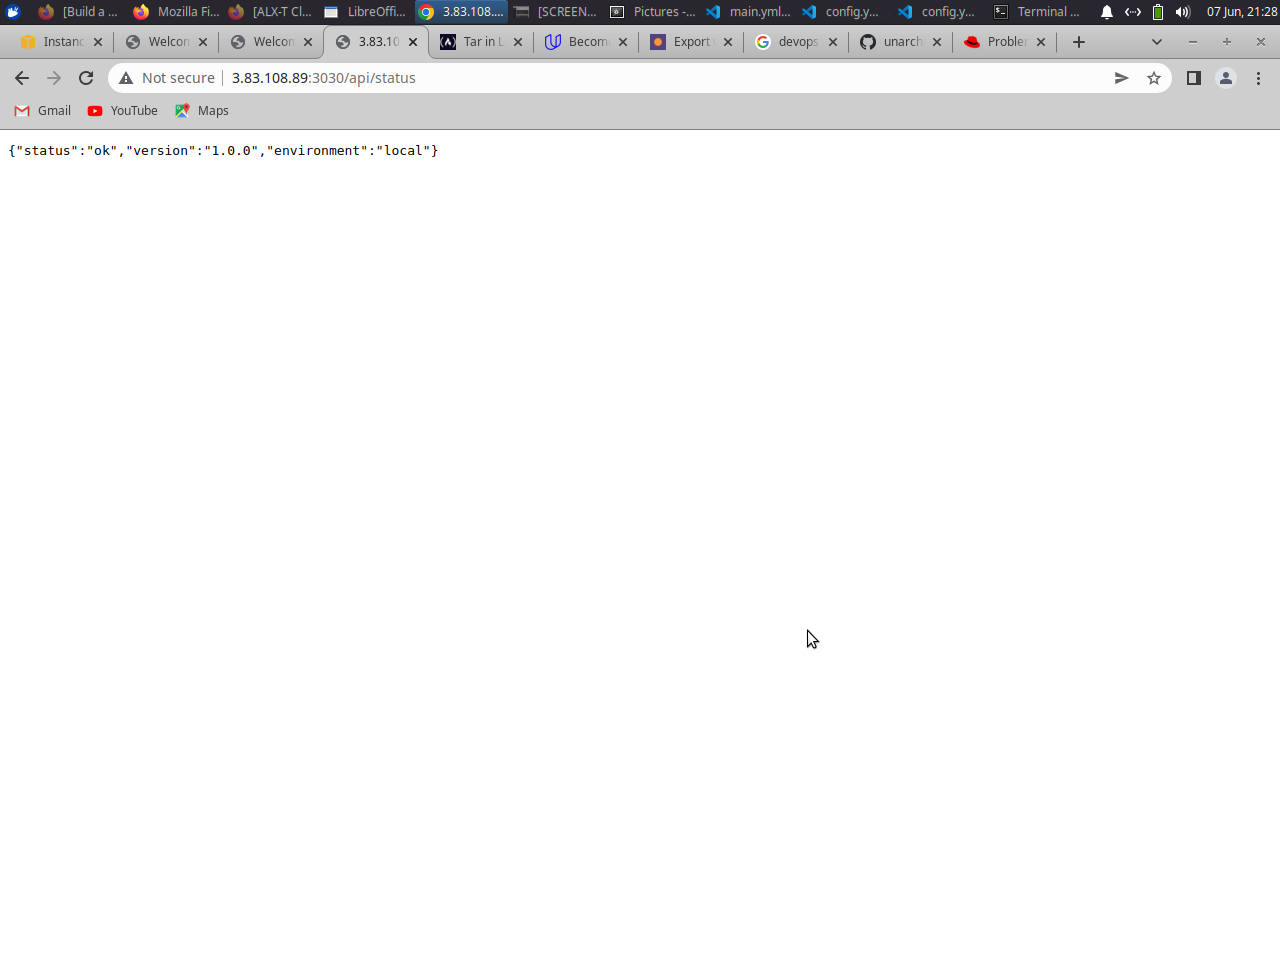 [Build a ... Mozilla Fi... [ALX-T Cl... LibreOffi... 3.83.108.... [SCREEN... Pictures -... main.yml... config.y... config.y... Terminal ... 07 Jun, 21:28
Instanc Welcon Welcon 3.83.10 Tar in L Becom Export devops unarch Probler
Not secure 3.83.108.89:3030/api/status
Gmail YouTube Maps
{"status":"ok","version":"1.0.0","environment":"local"}